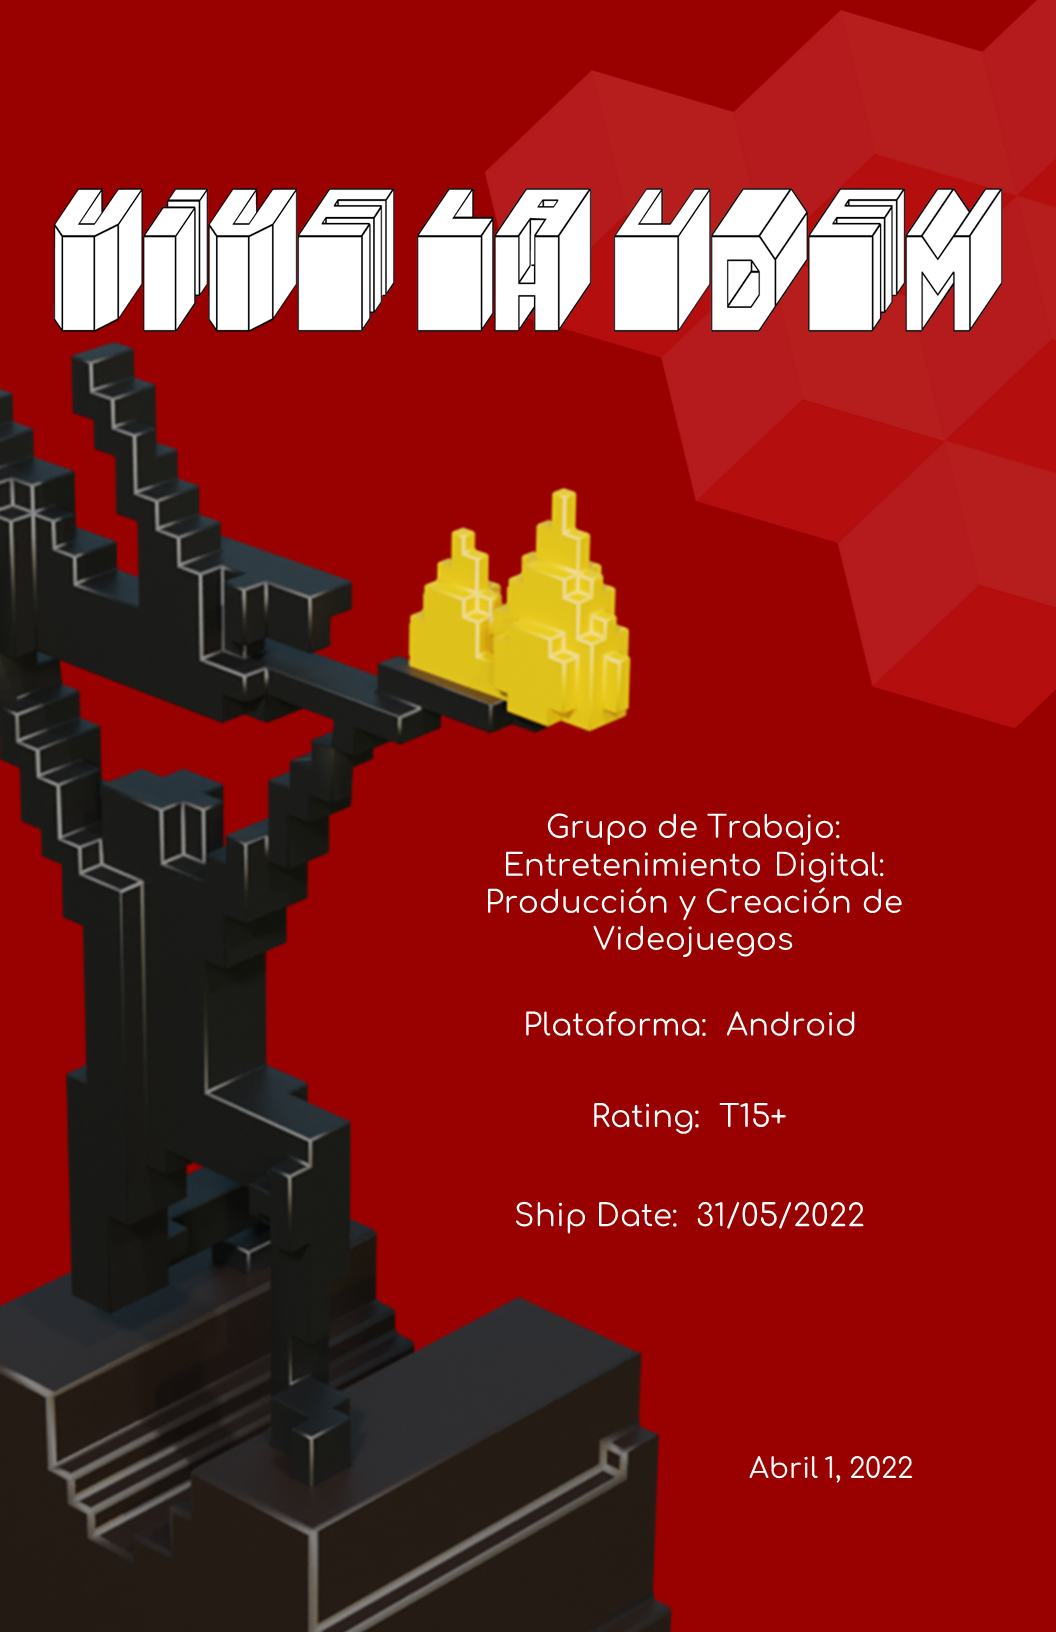 VIVE LA UDEM
Grupo de Trabajo:
Entretenimiento Digital:
Producción y Creación de
Videojuegos
Plataforma: Android
Rating: T15+
Ship Date: 31/05/2022
Abril 1, 2022